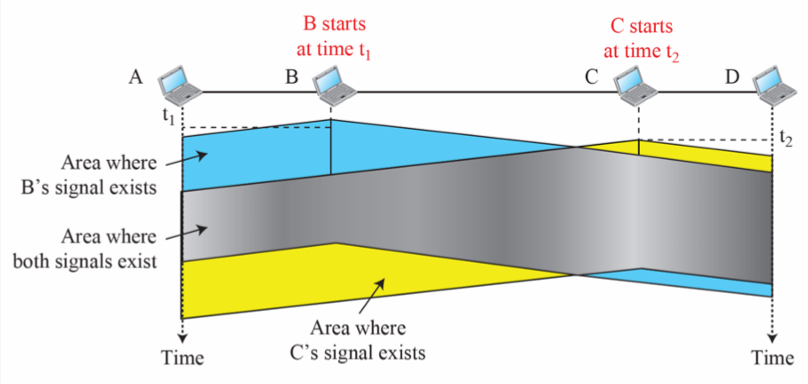 B starts
at time t₁
C starts
at time t₂
A
B
C
D
t₁
t₂
Area where
B's signal exists
Area where
both signals exist
Area where
C's signal exists
Time
Time